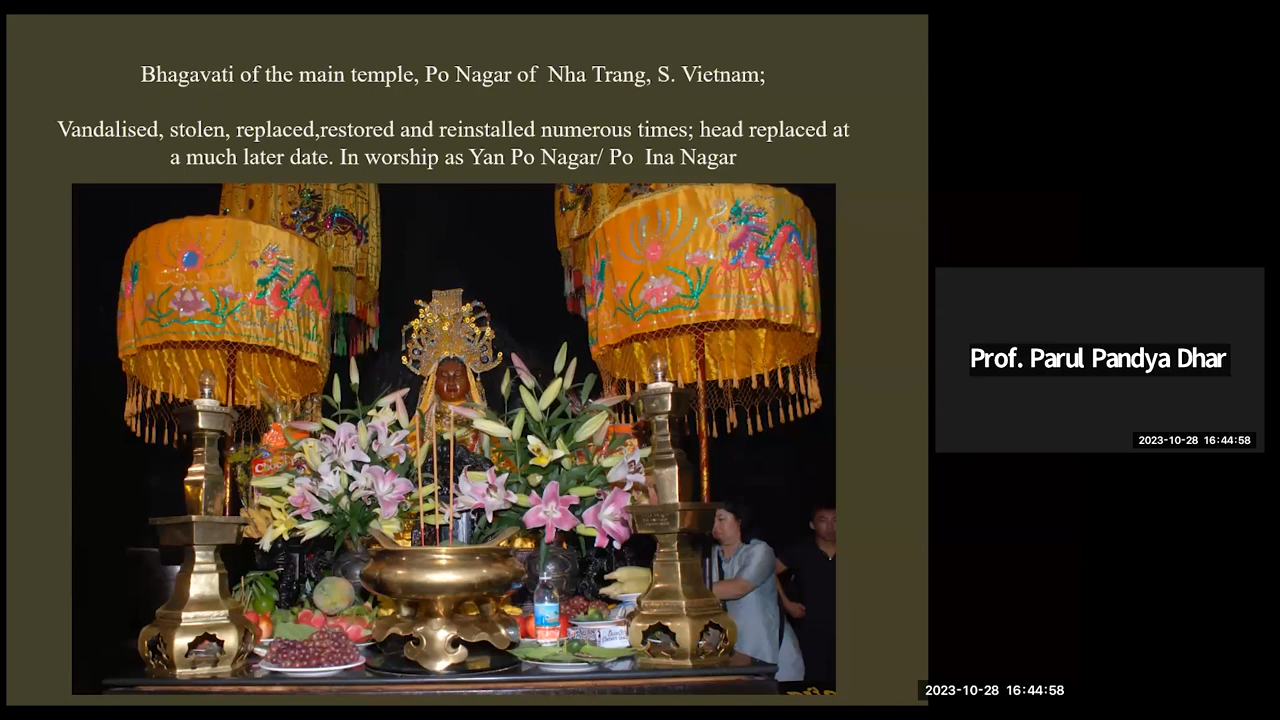 Bhagavati of the main temple, Po Nagar of Nha Trang, S. Vietnam;
Vandalised, stolen, replaced,restored and reinstalled numerous times; head replaced at
a much later date. In worship as Yan Po Nagar/ Po Ina Nagar
Prof. Parul Pandya Dhar
2023-10-28 16:44:58
2023-10-28 16:44:58